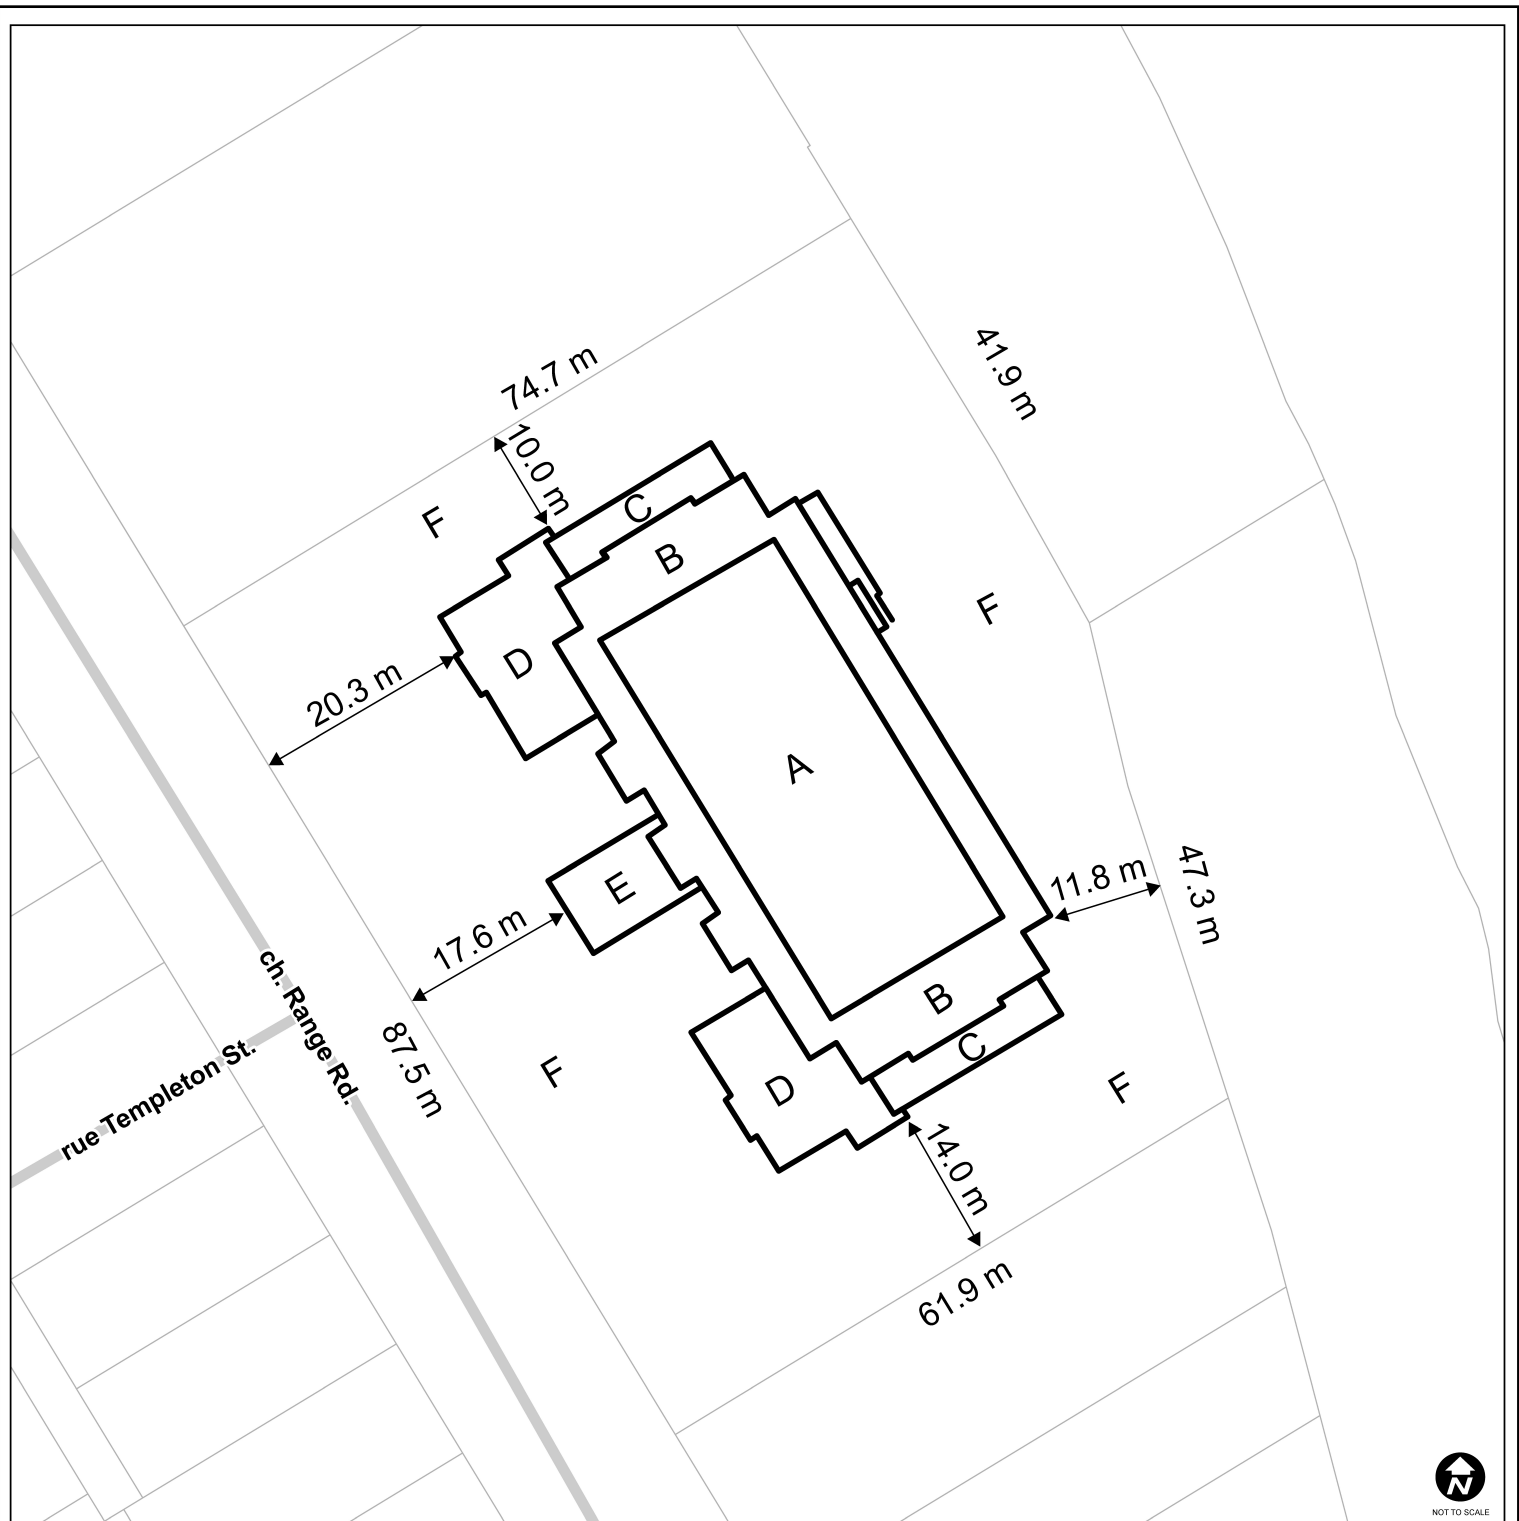 41.9 m
74.7 m
10.0 m
C
F
B
F
D
20.3 m
A
11.8 m
47.3 m
E
17.6 m
ch. Range Rd.
B
87.5 m
rue Templeton St.
C
F
D
F
14.0 m
61.9 m
N
NOT TO SCALE